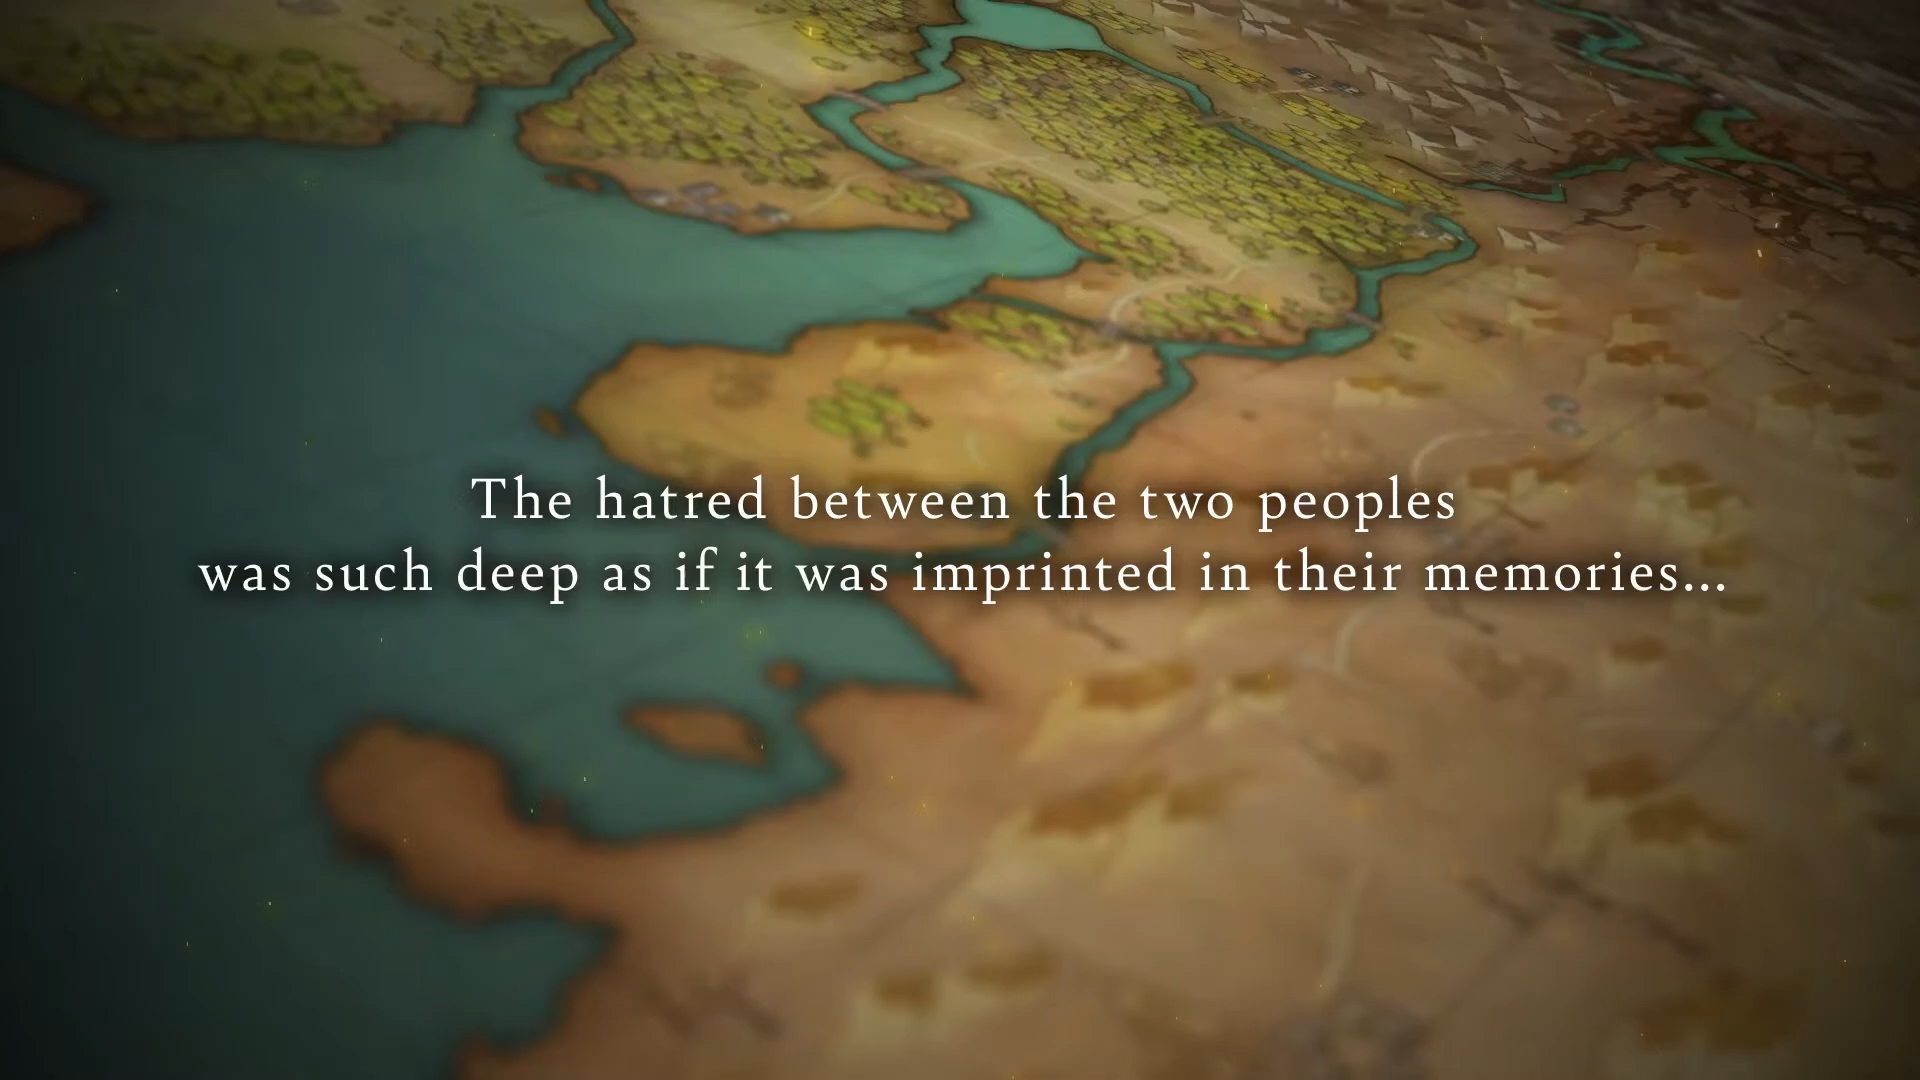 The hatred between the two peoples
was such deep as if it was imprinted in their memories...